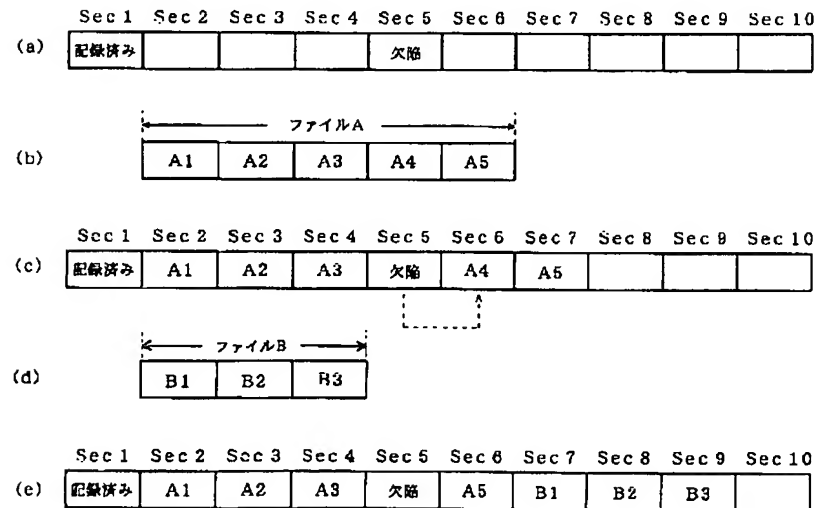 Sec 1 Sec 2 Sec 3 Sec 4 Sec 5 Sec 6 Sec 7 Sec 8 Sec 9 Sec 10
(a) 記録済み 欠陥
ファイルA
(b) A1 A2 A3 A4 A5
Sec 1 Sec 2 Sec 3 Sec 4 Sec 5 Sec 6 Sec 7 Sec 8 Sec 9 Sec 10
(c) 記録済み A1 A2 A3 欠陥 A4 A5
ファイルB
(d) B1 B2 B3
Sec 1 Sec 2 Sec 3 Sec 4 Sec 5 Sec 6 Sec 7 Sec 8 Sec 9 Sec 10
(e) 記録済み A1 A2 A3 欠陥 A5 B1 B2 B3